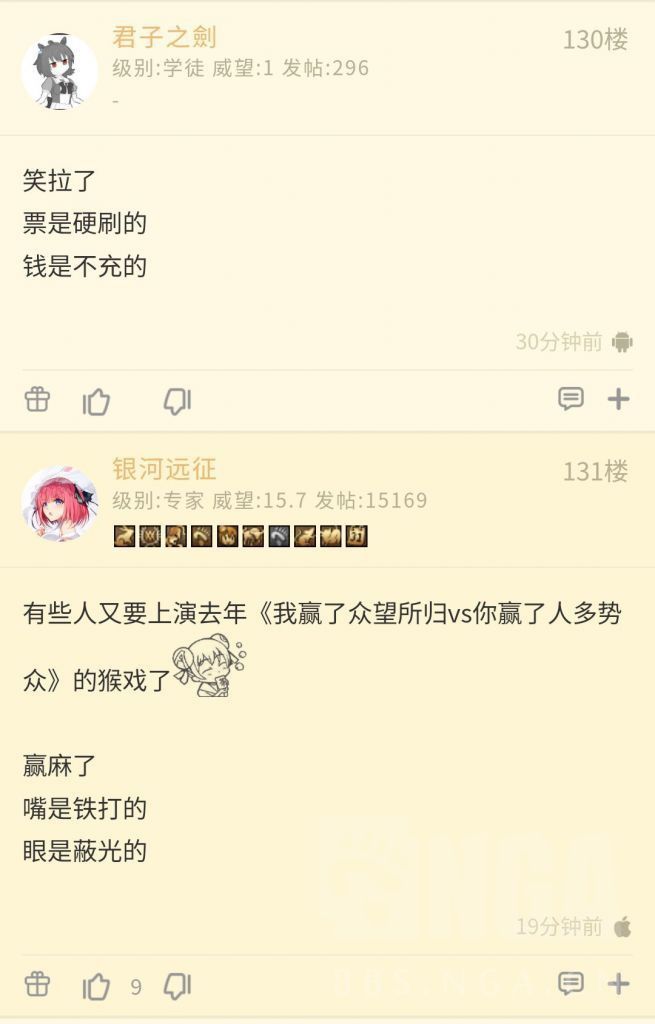 君子之劍
130楼
级别:学徒 威望:1 发帖:296
-
笑拉了
票是硬刷的
钱是不充的
30分钟前
银河远征
131楼
级别:专家 威望:15.7 发帖:15169
有些人又要上演去年《我赢了众望所归vs你赢了人多势
众》的猴戏了
赢麻了
嘴是铁打的
眼是蔽光的
NGA
19分钟前
9
BBS.NGA.CN